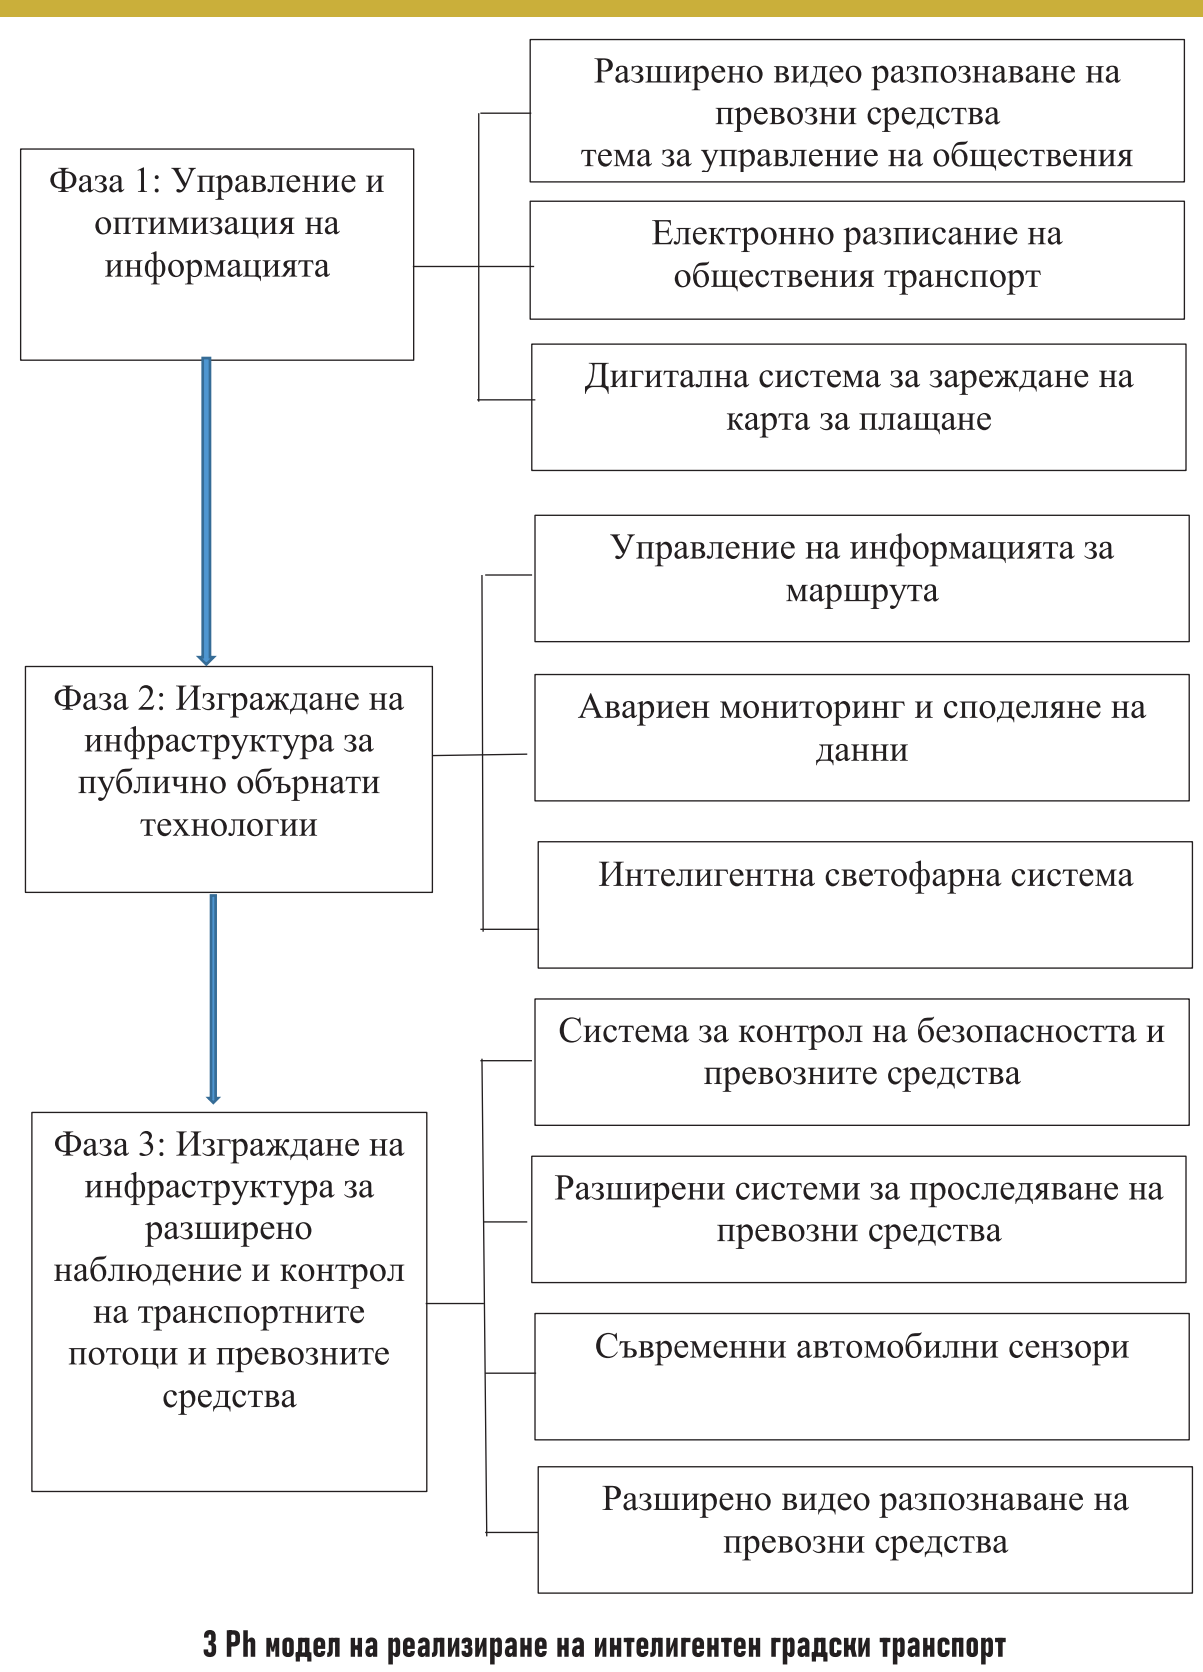 Фаза 1: Управление и
оптимизация на
информацията
Разширено видео разпознаване на
превозни средства
тема за управление на обществения
Електронно разписание на
обществения транспорт
Дигитална система за зареждане на
карта за плащане
Фаза 2: Изграждане на
инфраструктура за
публично обърнати
технологии
Управление на информацията за
маршрута
Авариен мониторинг и споделяне на
данни
Интелигентна светофарна система
Фаза 3: Изграждане на
инфраструктура за
разширено
наблюдение и контрол
на транспортните
потоци и превозните
средства
Система за контрол на безопасността и
превозните средства
Разширени системи за проследяване на
превозни средства
Съвременни автомобилни сензори
Разширено видео разпознаване на
превозни средства
3 Ph модел на реализиране на интелигентен градски транспорт